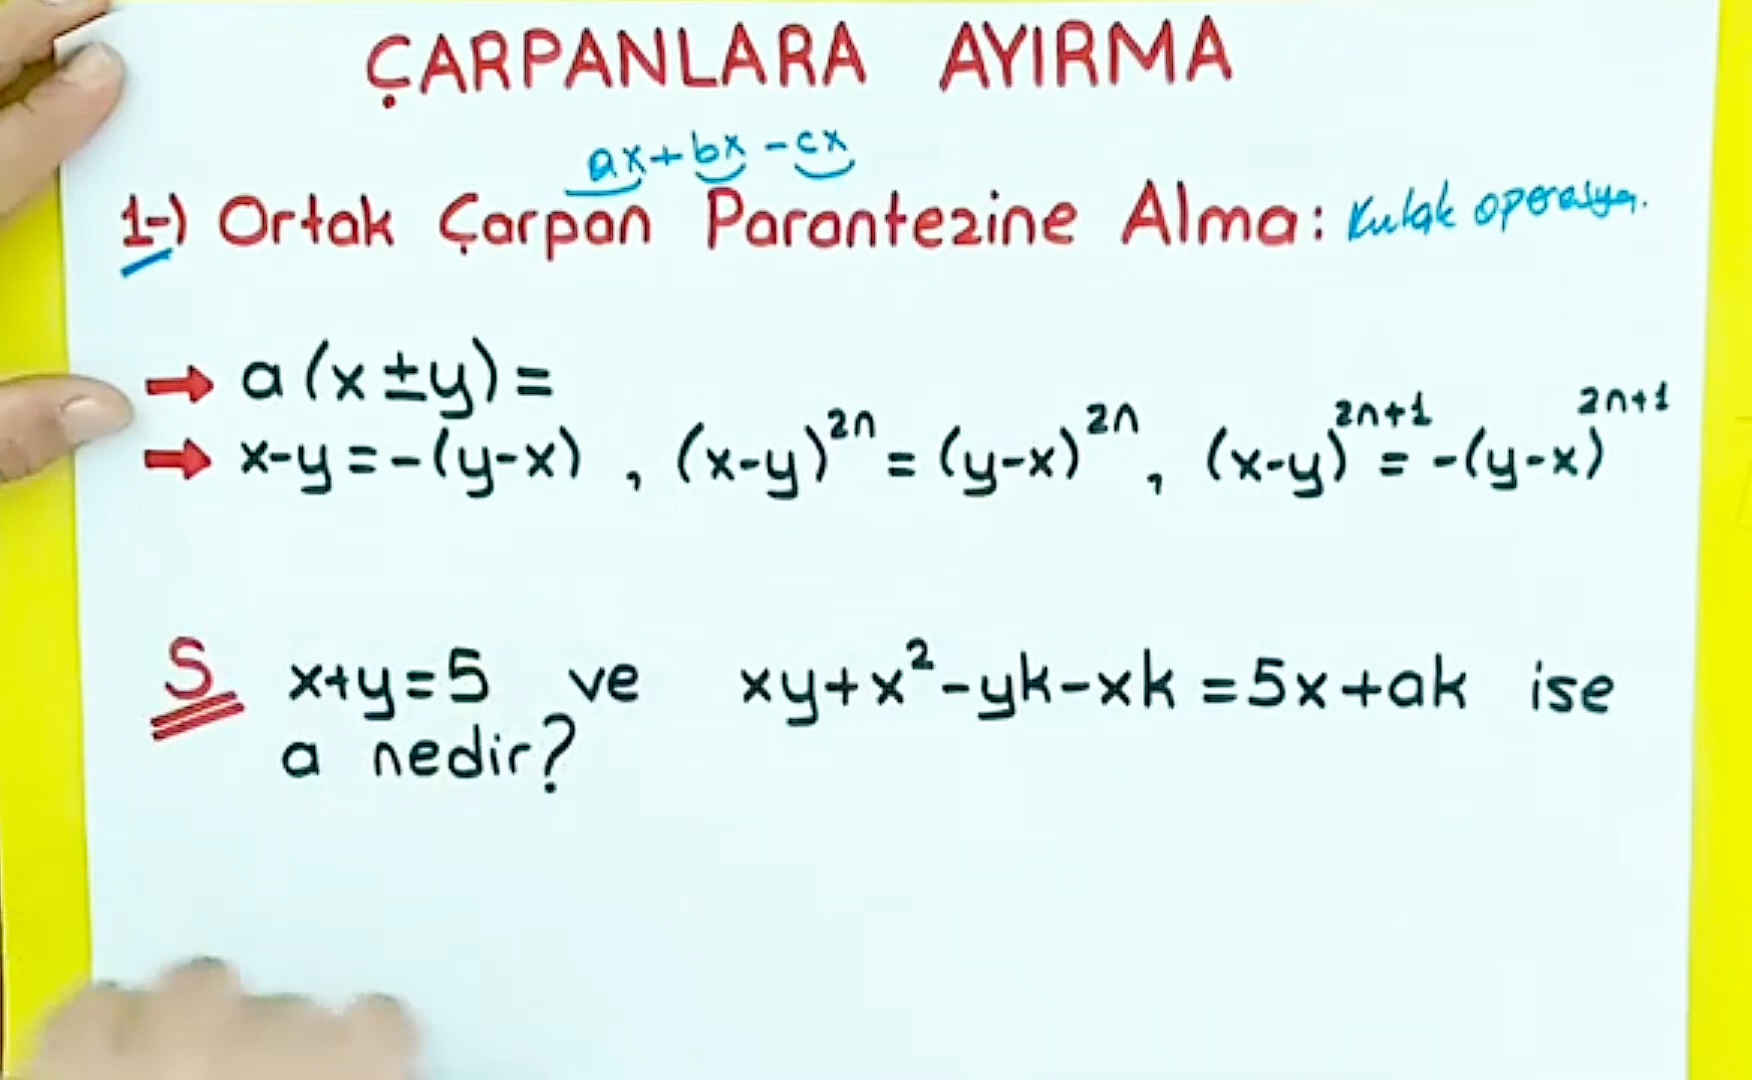 ÇARPANLARA AYIRMA
ax+bx-cx
1-) Ortak Çarpan Parantezine Alma: Kulak operasyon.
→ a(x±y)=
→ x-y=-(y-x) , (x-y)²ⁿ=(y-x)²ⁿ , (x-y)²ⁿ⁺¹=-(y-x)²ⁿ⁺¹
S x+y=5 ve xy+x²-yk-xk=5x+ak ise
a nedir?